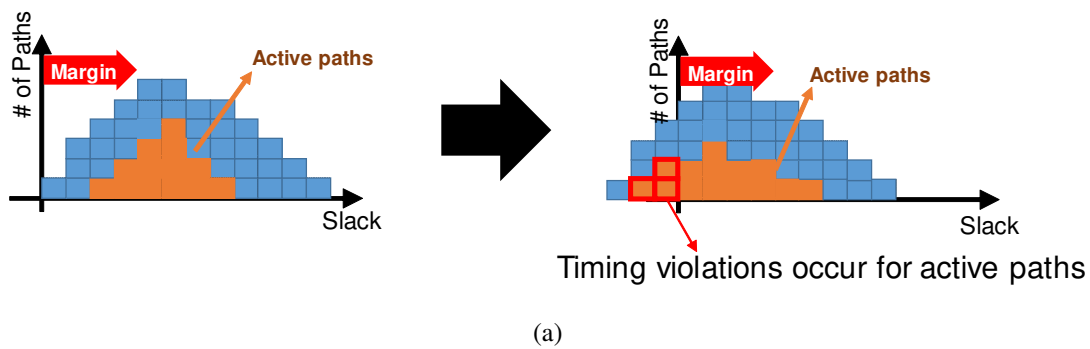 # of Paths
Margin
Active paths
Slack
# of Paths
Margin
Active paths
Slack
Timing violations occur for active paths
(a)